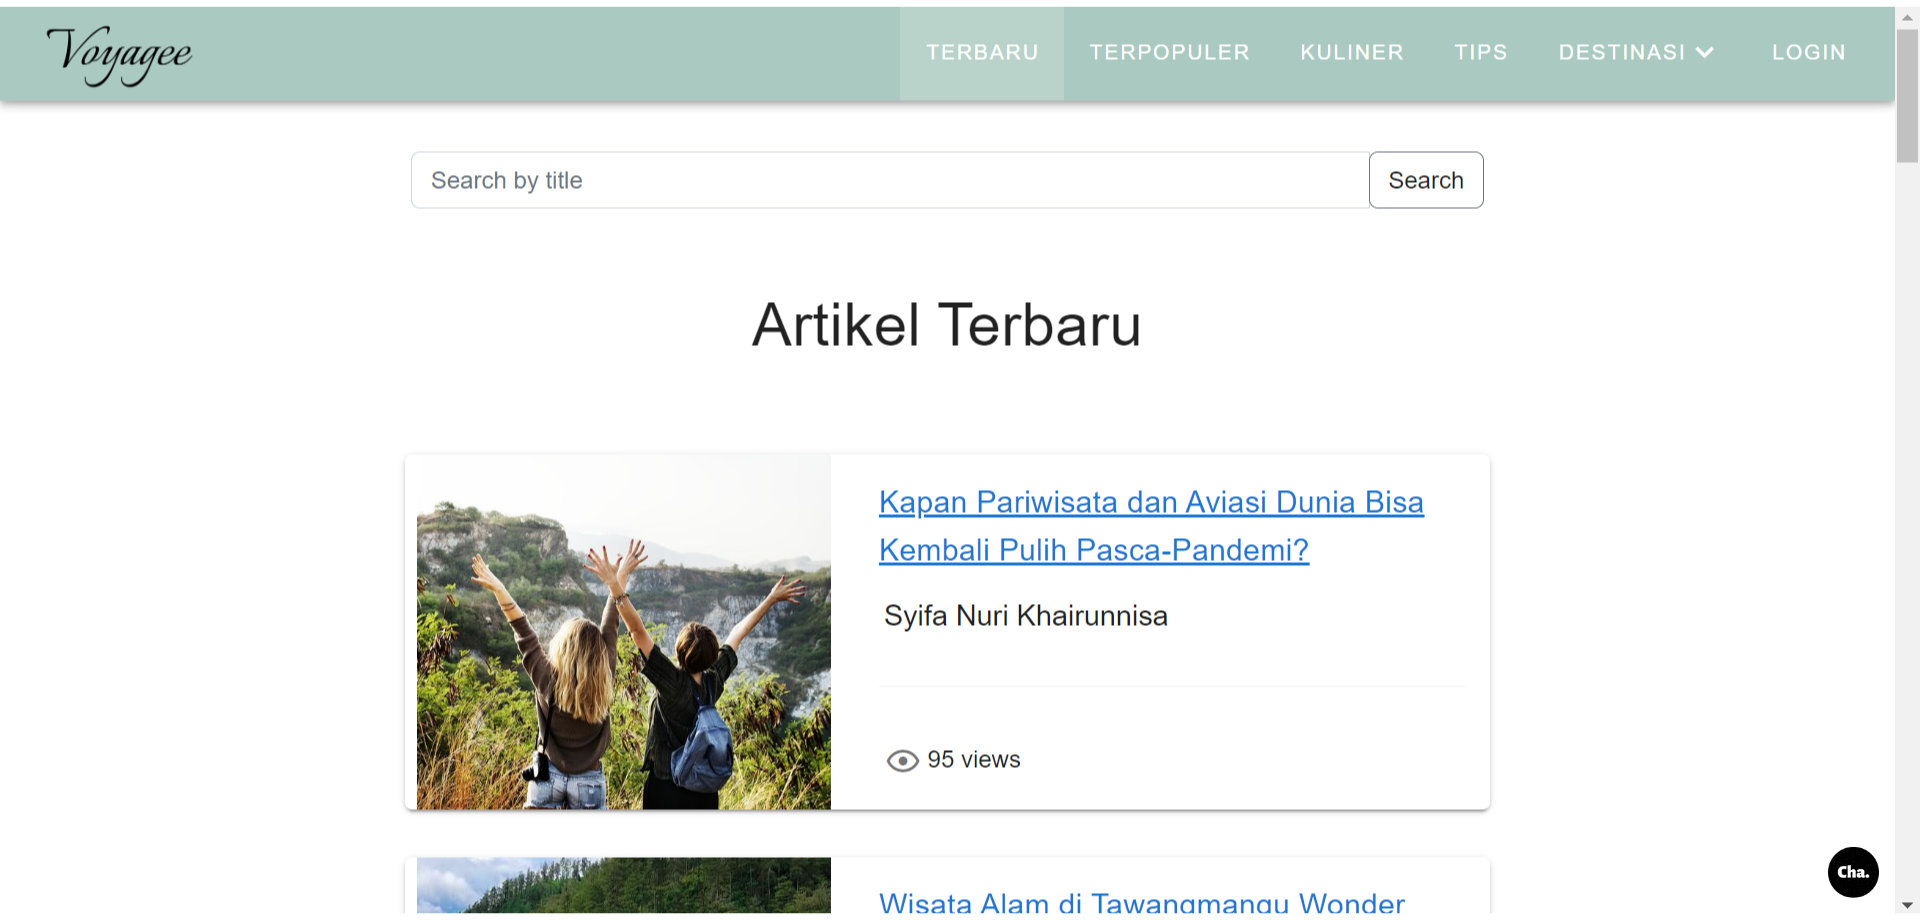 Voyagee
TERBARU TERPOPULER KULINER TIPS DESTINASI LOGIN
Search by title
Search
Artikel Terbaru
Kapan Pariwisata dan Aviasi Dunia Bisa
Kembali Pulih Pasca-Pandemi?
Syifa Nuri Khairunnisa
95 views
Wisata Alam di Tawangmangu Wonder
Cha.